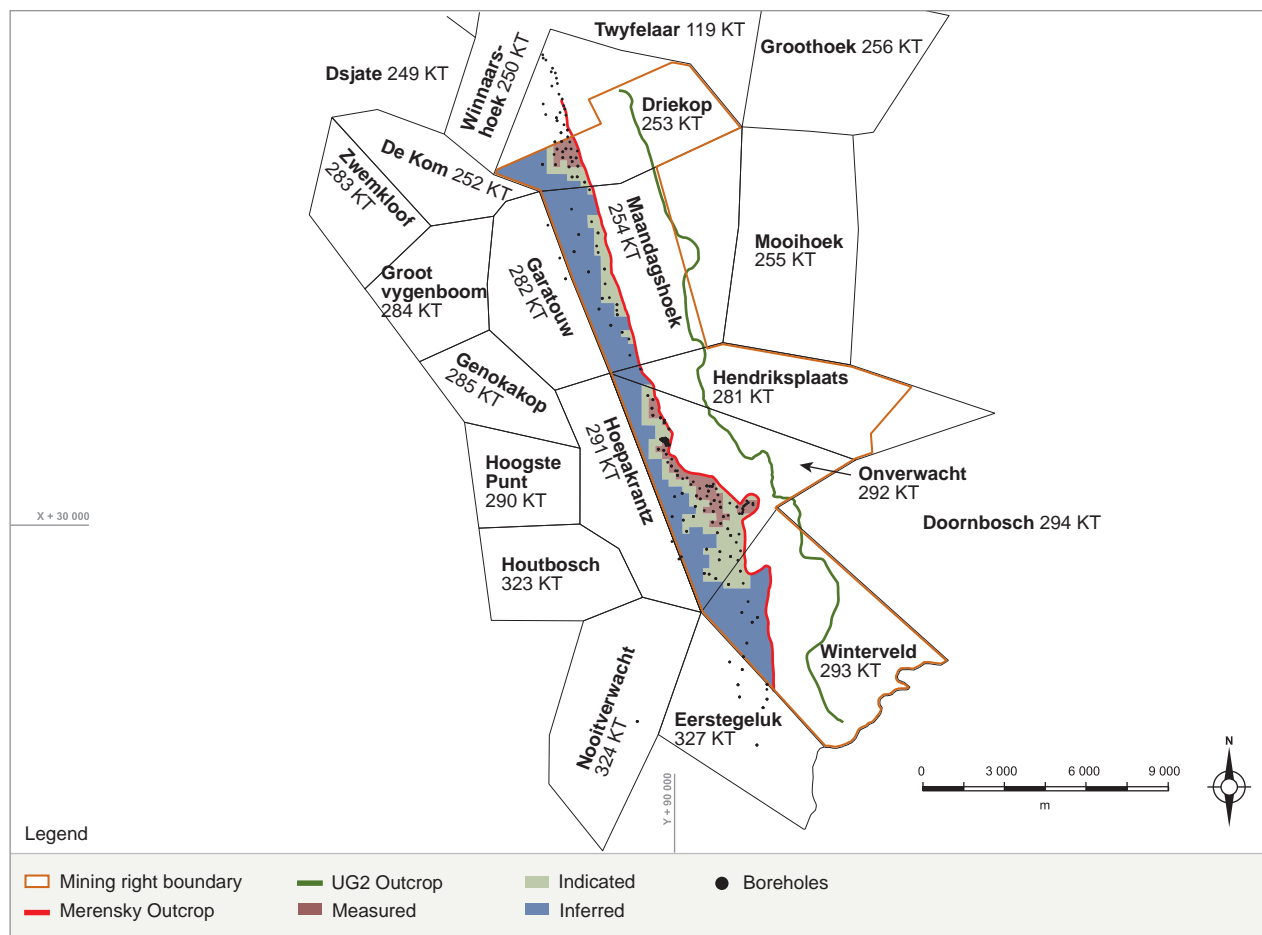 Twyfelaar 119 KT
Groothoek 256 KT
Dsjate 249 KT
Winnaars-
hoek 250 KT
Driekop
253 KT
De Kom 252 KT
Zwemkloof
283 KT
Maandagshoek
254 KT
Mooihoek
255 KT
Groot
vygenboom
284 KT
Garatouw
282 KT
Genokakop
285 KT
Hendriksplaats
281 KT
Hoepakrantz
291 KT
Hoogste
Punt
290 KT
Onverwacht
292 KT
Doornbosch 294 KT
X + 30 000
Houtbosch
323 KT
Winterveld
293 KT
Nooitverwacht
324 KT
Eerstegeluk
327 KT
Y + 90 000
0 3 000 6 000 9 000
m
N
Legend
Mining right boundary
UG2 Outcrop
Indicated
Boreholes
Merensky Outcrop
Measured
Inferred